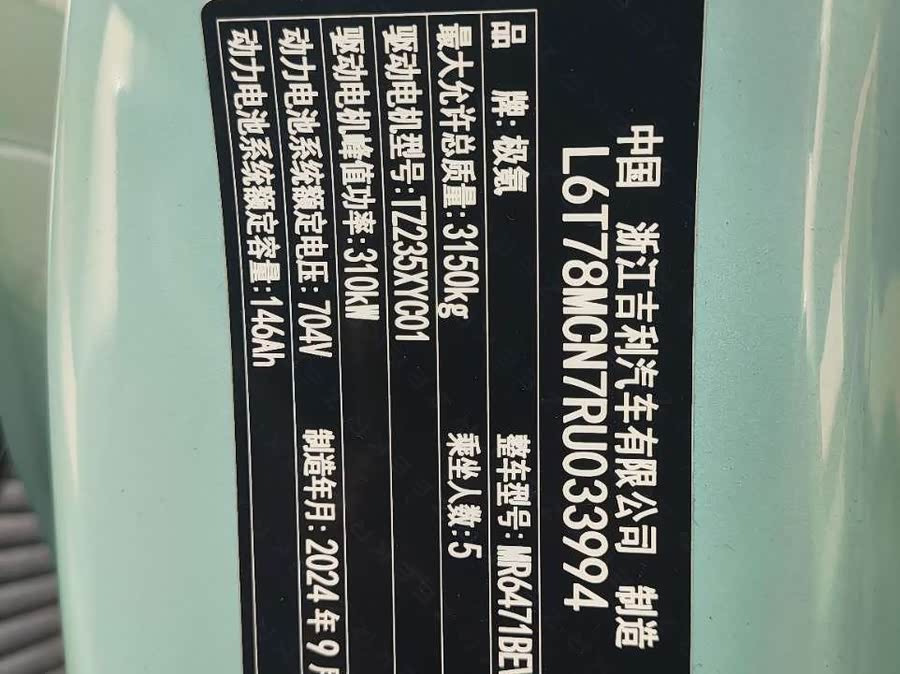 中国 浙江吉利汽车有限公司 制造
L6T78MCN7RU033994
品 牌:极氪 整车型号:MR6471BEV
最大允许总质量:3150kg 乘坐人数:5
驱动电机型号:TZ235XYC01
驱动电机峰值功率:310kW
动力电池系统额定电压:704V 制造年月:2024年9月
动力电池系统额定容量:146Ah